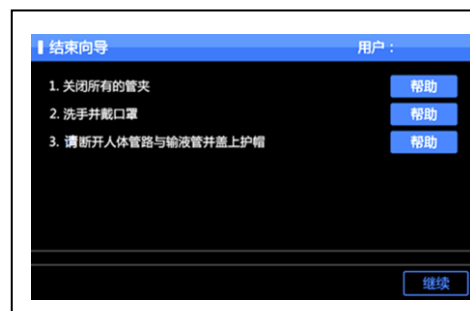 结束向导 用户：
1. 关闭所有的管夹 帮助
2. 洗手并戴口罩 帮助
3. 请断开人体管路与输液管并盖上护帽 帮助
继续